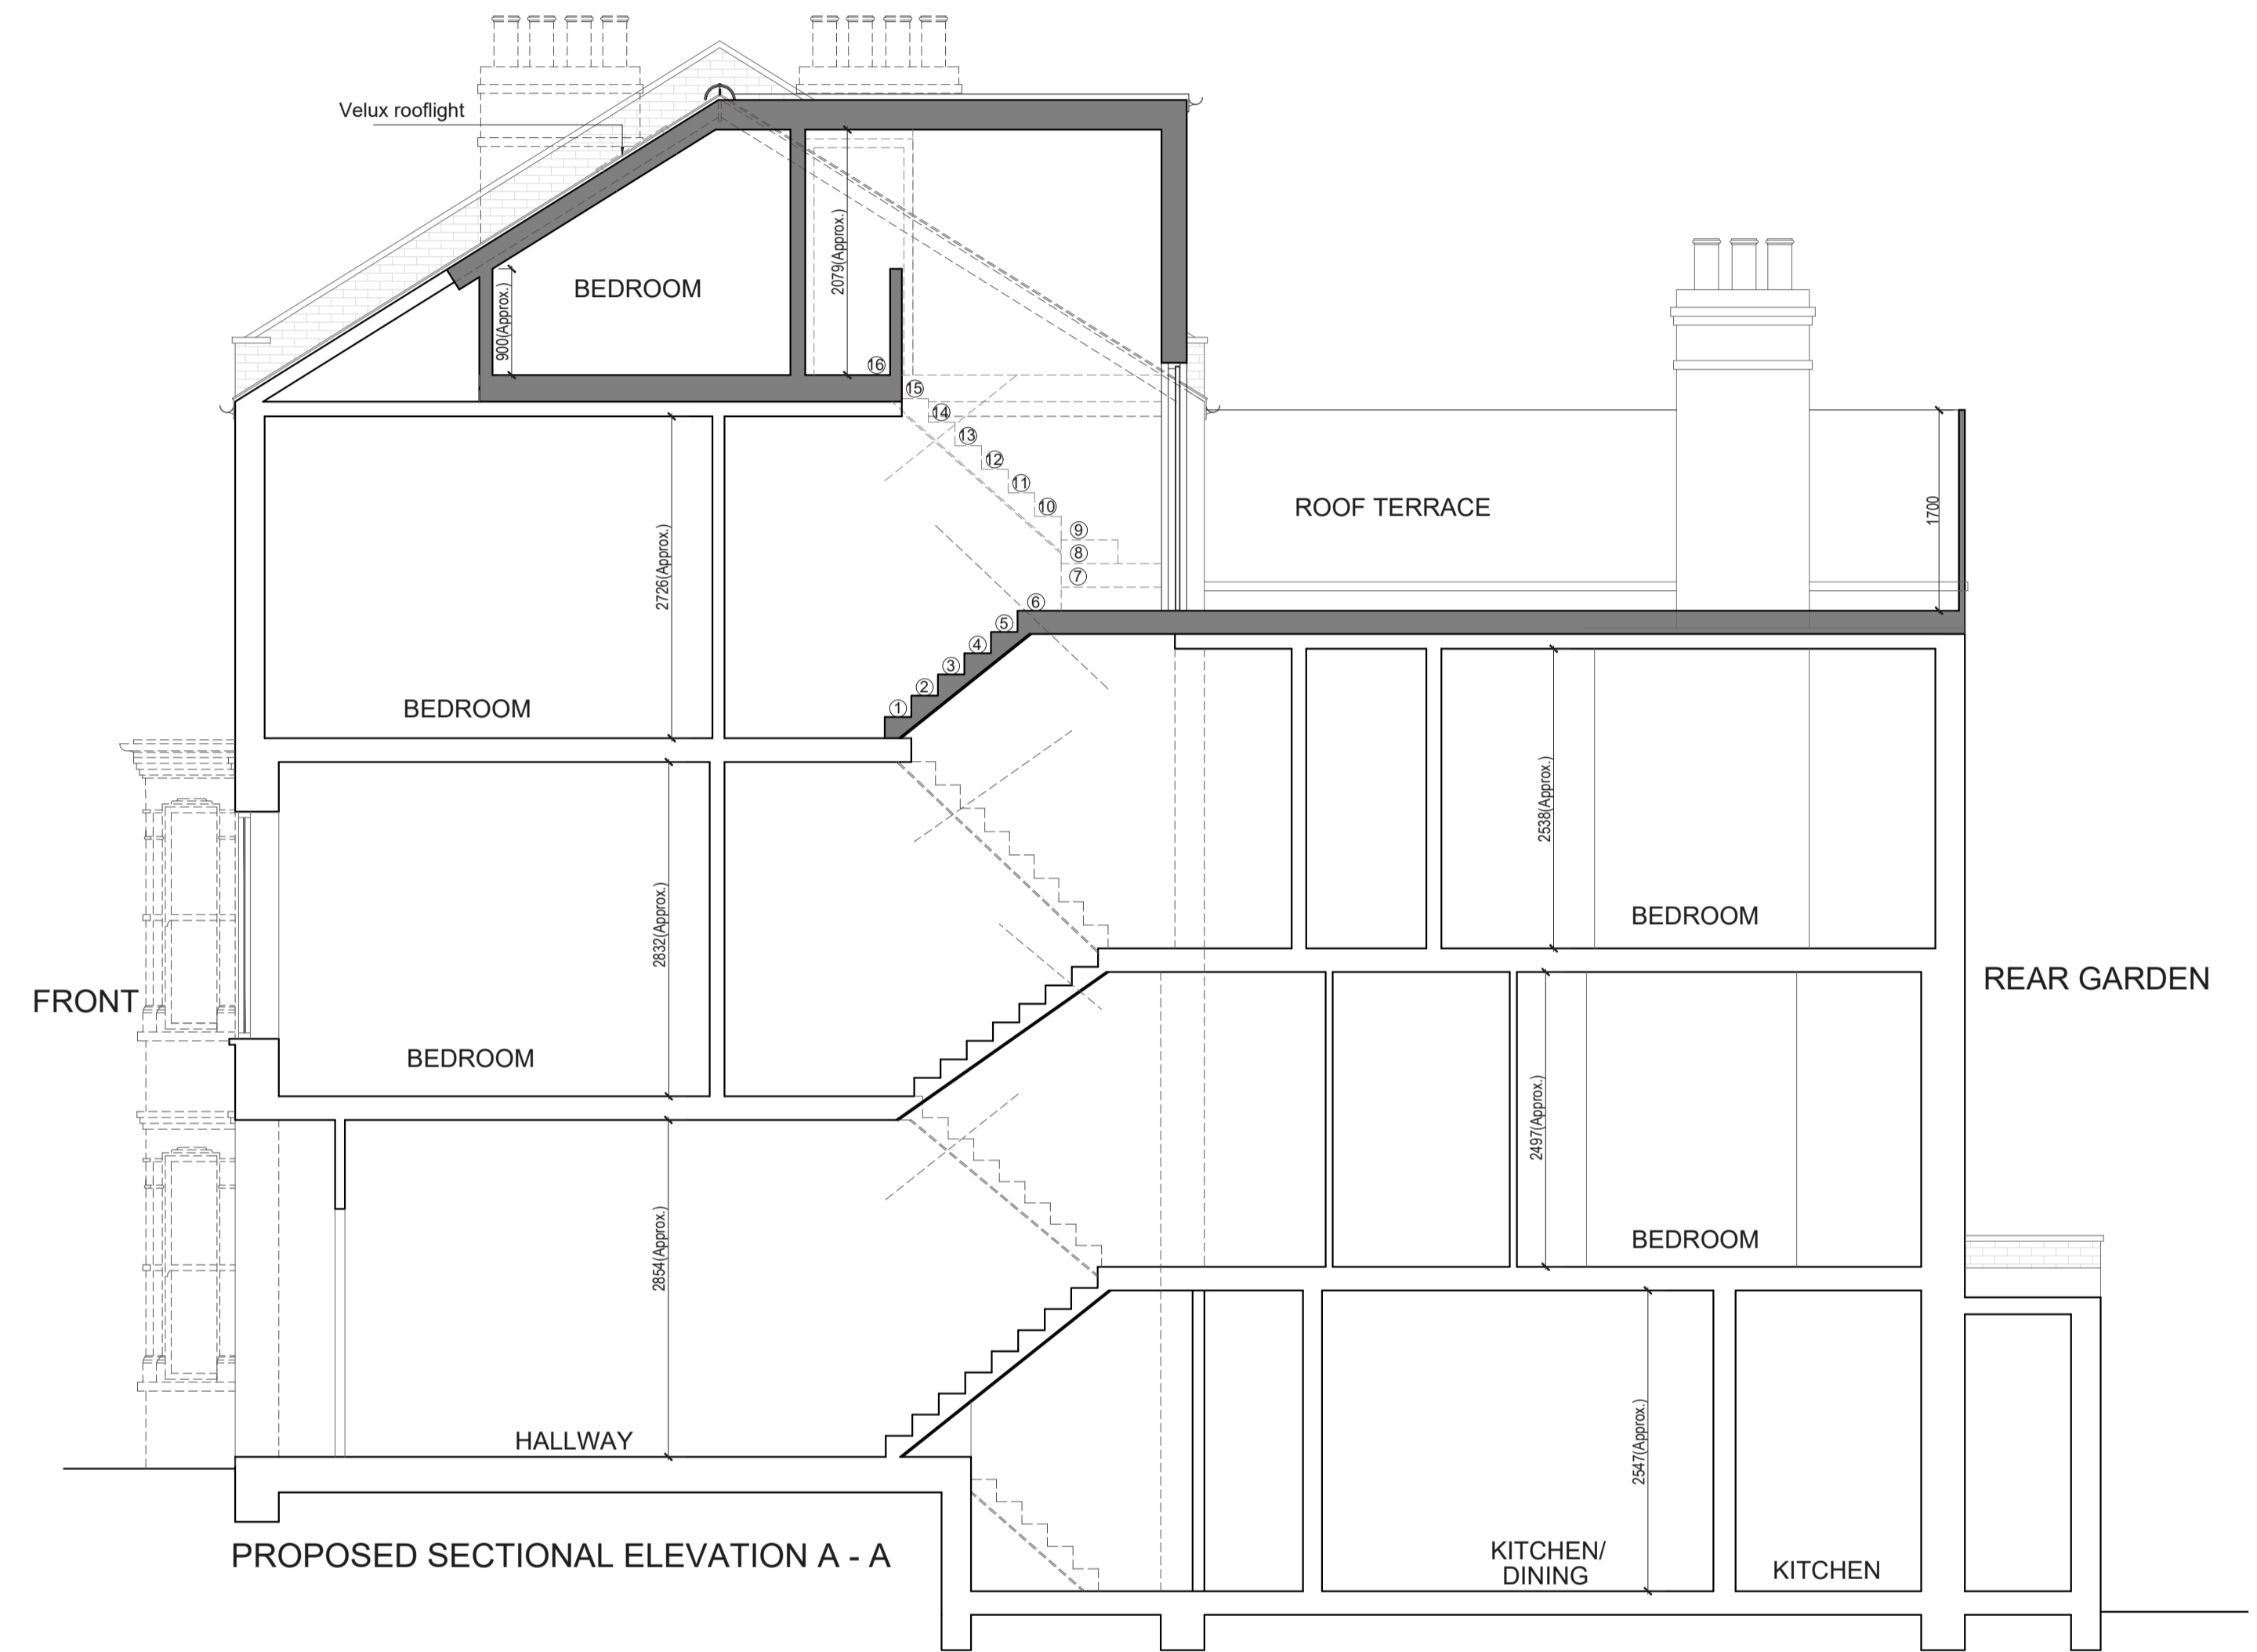 Velux rooflight
BEDROOM
900(Approx.)
2079(Approx.)
16
15
14
13
12
11
10
9
8
7
6
5
4
3
2
1
ROOF TERRACE
1700
2726(Approx.)
BEDROOM
2538(Approx.)
BEDROOM
2832(Approx.)
BEDROOM
FRONT
REAR GARDEN
2497(Approx.)
BEDROOM
2854(Approx.)
HALLWAY
2547(Approx.)
KITCHEN/
DINING
KITCHEN
PROPOSED SECTIONAL ELEVATION A - A